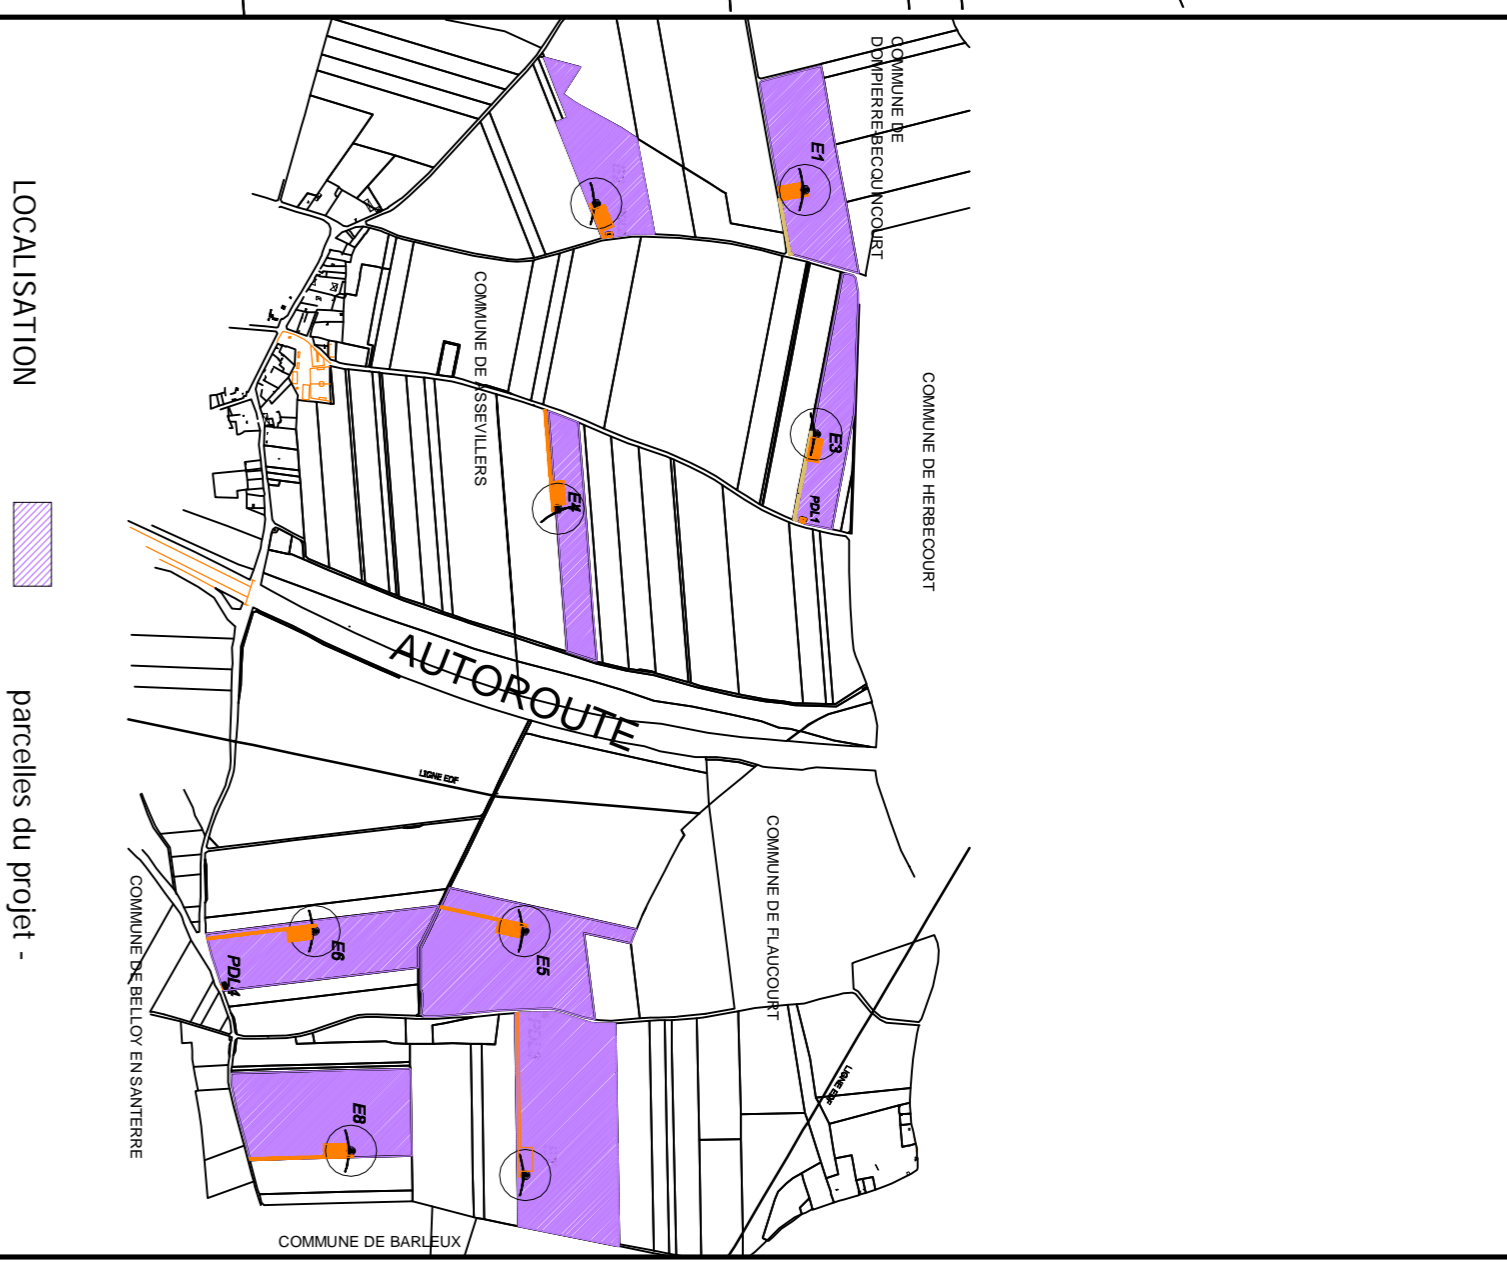 LOCALISATION
parcelles du projet -
COMMUNE DE
DOMPIERRE-BECQUINCOURT
E1
COMMUNE DE HERBECOURT
E3
PDL1
COMMUNE DE ASSEVILLERS
E4
AUTOROUTE
LIGNE EDF
COMMUNE DE FLAUCOURT
E5
E6
LIGNE EDF
COMMUNE DE BELLOY EN SANTERRE
E8
COMMUNE DE BARLEUX